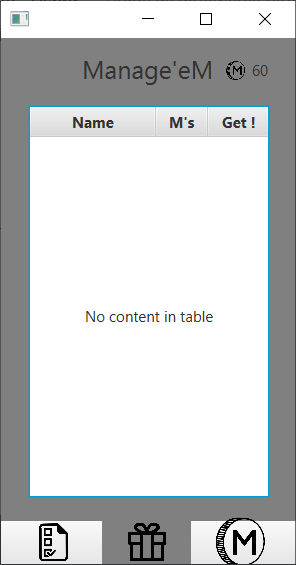 Manage'eM M 60
Name M's Get !
No content in table
M